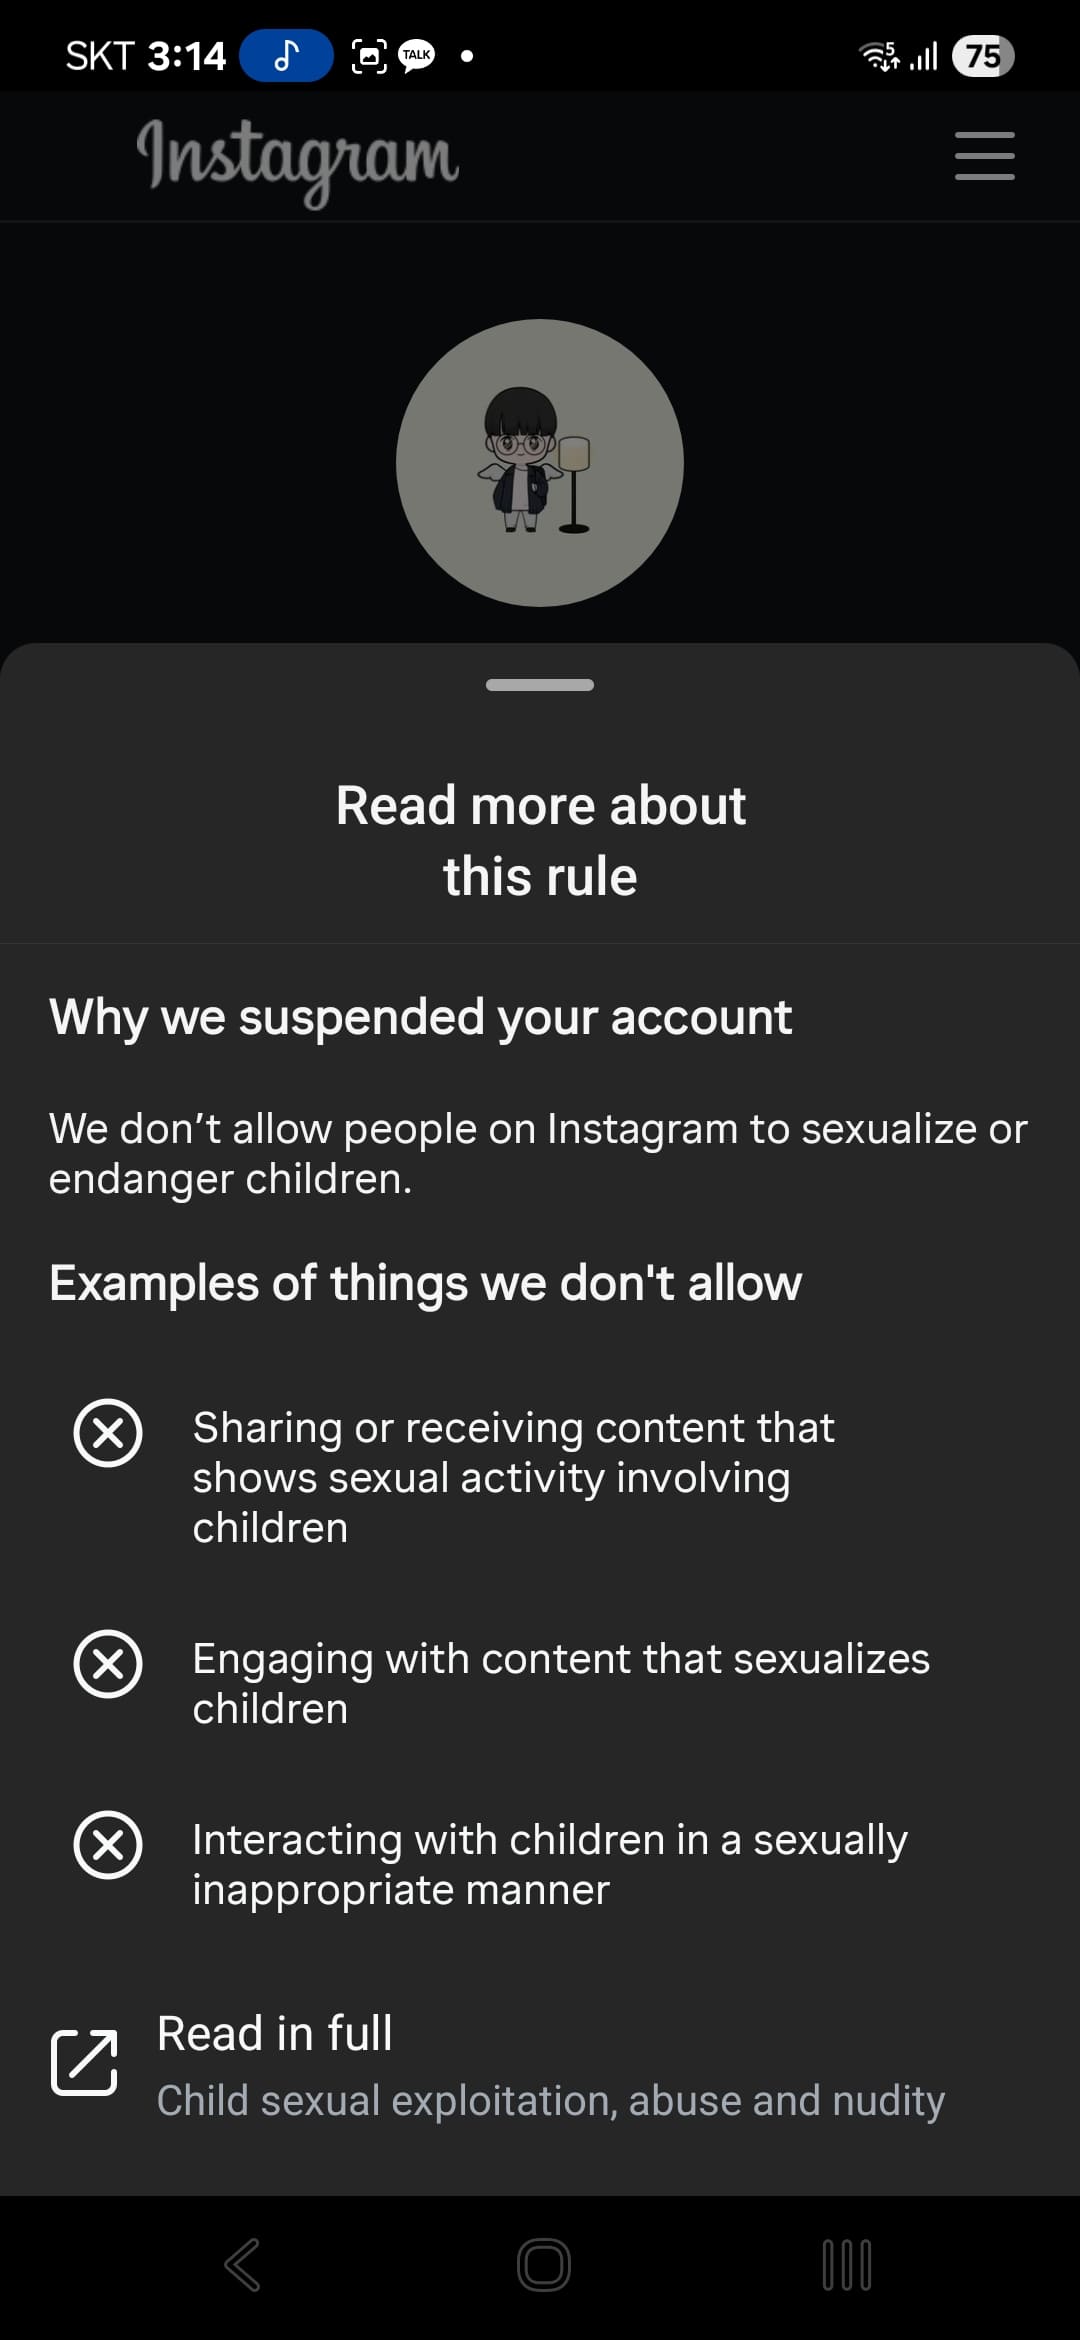 SKT 3:14 TALK 5 75
Instagram
Read more about
this rule
Why we suspended your account
We don’t allow people on Instagram to sexualize or
endanger children.
Examples of things we don't allow
Sharing or receiving content that
shows sexual activity involving
children
Engaging with content that sexualizes
children
Interacting with children in a sexually
inappropriate manner
Read in full
Child sexual exploitation, abuse and nudity